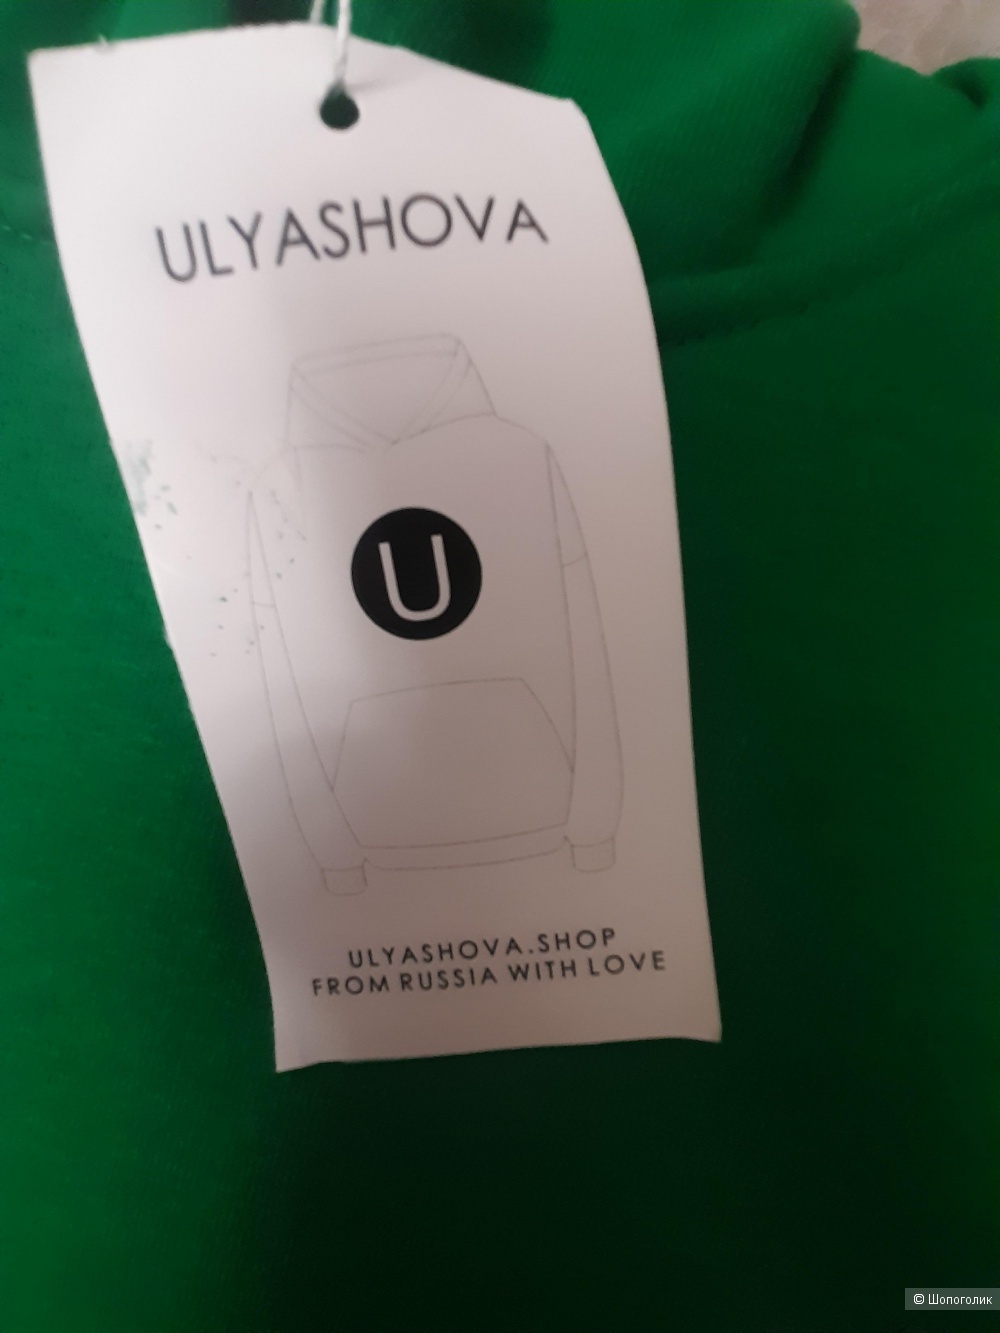 ULYASHOVA
U
ULYASHOVA.SHOP
FROM RUSSIA WITH LOVE
© Шопоголик